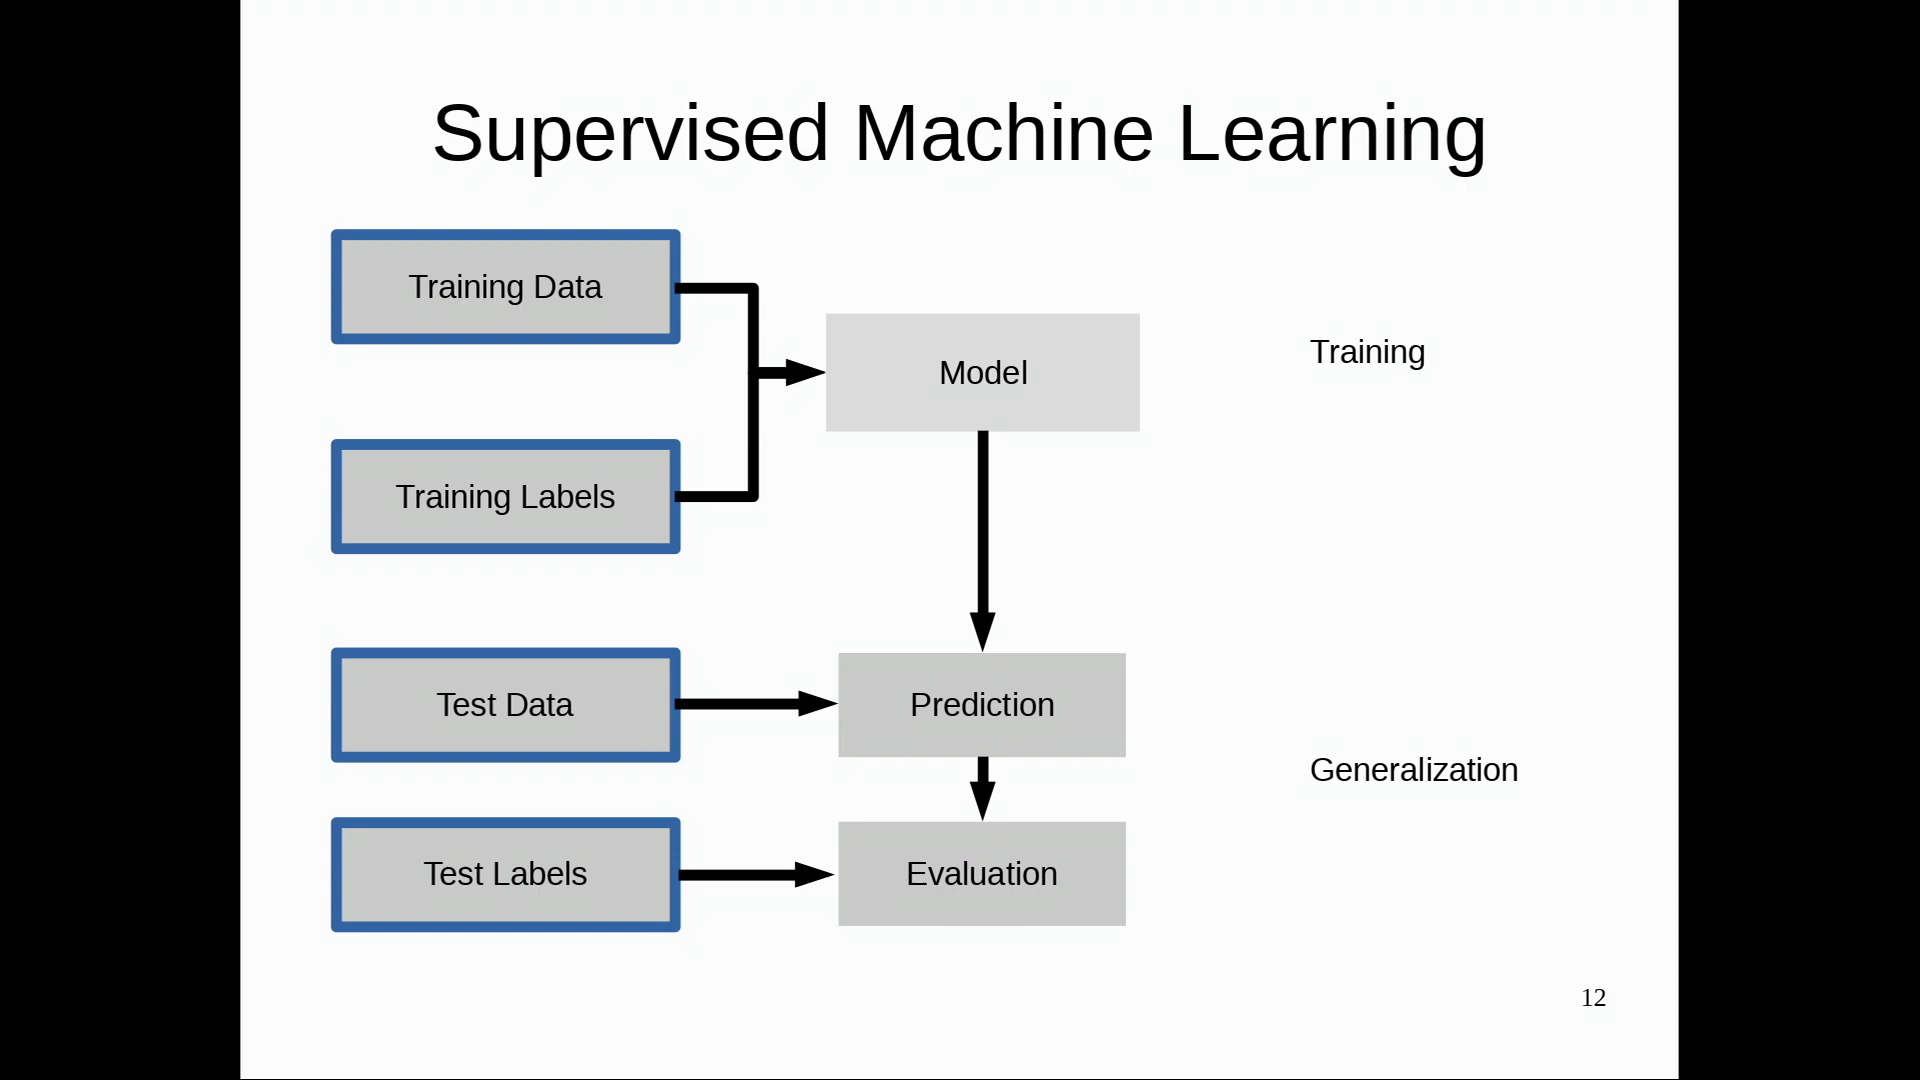 Supervised Machine Learning
Training Data
Model
Training
Training Labels
Test Data
Prediction
Generalization
Test Labels
Evaluation
12